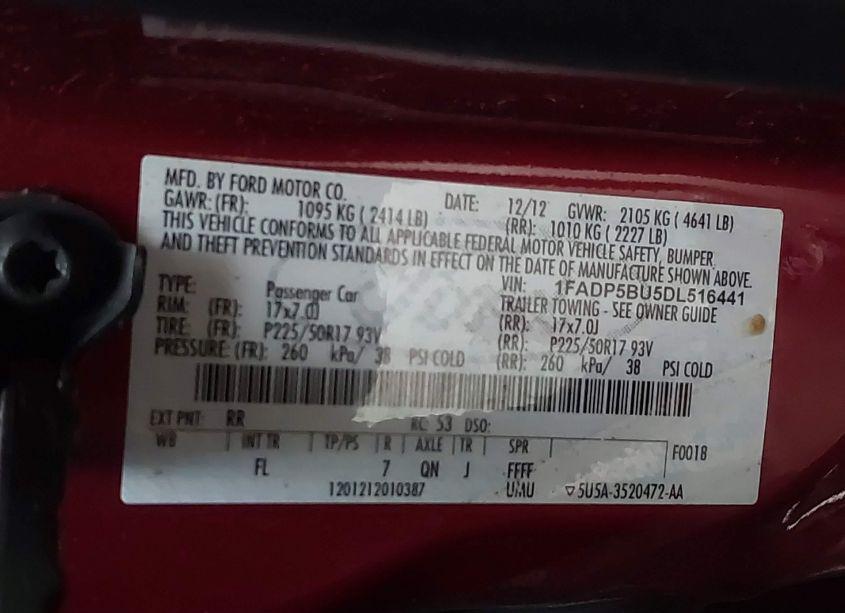 MFD. BY FORD MOTOR CO. DATE: 12/12 GVWR: 2105 KG ( 4641 LB)
GAWR: (FR): 1095 KG ( 2414 LB) (RR): 1010 KG ( 2227 LB)
THIS VEHICLE CONFORMS TO ALL APPLICABLE FEDERAL MOTOR VEHICLE SAFETY, BUMPER
AND THEFT PREVENTION STANDARDS IN EFFECT ON THE DATE OF MANUFACTURE SHOWN ABOVE.
VIN: 1FADP5BU5DL516441
TYPE: Passenger Car TRAILER TOWING - SEE OWNER GUIDE
RIM: (FR): 17x7.0J (RR): 17x7.0J
TIRE: (FR): P225/50R17 93V (RR): P225/50R17 93V
PRESSURE: (FR): 260 kPa/ 38 PSI COLD (RR): 260 kPa/ 38 PSI COLD
EXT PNT: RR RC: 53 DSO:
WB INT TR TP/PS R AXLE TR SPR F0018
FL 7 QN J FFFF
1201212010387 UMU ▽5U5A-3520472-AA